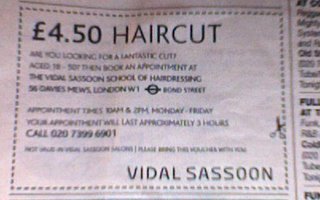 £4.50 HAIRCUT
ARE YOU LOOKING FOR A FANTASTIC CUT?
AGED 18 - 50? THEN BOOK AN APPOINTMENT AT
THE VIDAL SASSOON SCHOOL OF HAIRDRESSING
56 DAVIES MEWS, LONDON W1 BOND STREET
APPOINTMENT TIMES 10AM & 2PM, MONDAY - FRIDAY
YOUR APPOINTMENT WILL LAST APPROXIMATELY 3 HOURS
CALL 020 7399 6901
NOT VALID IN VIDAL SASSOON SALONS | PLEASE BRING THIS VOUCHER WITH YOU
VIDAL SASSOON